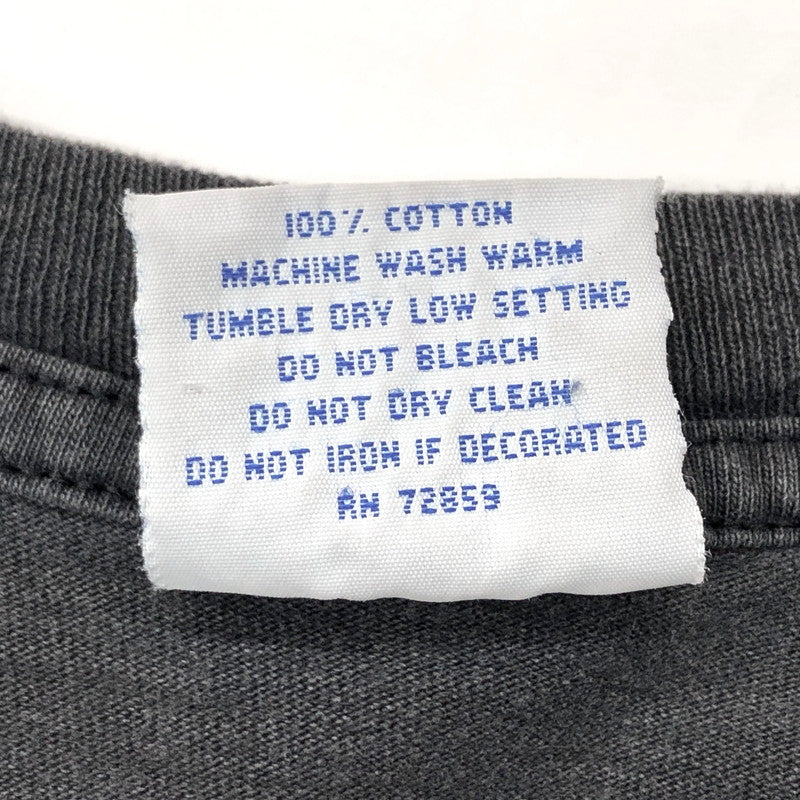 100% COTTON
MACHINE WASH WARM
TUMBLE DRY LOW SETTING
DO NOT BLEACH
DO NOT DRY CLEAN
DO NOT IRON IF DECORATED
RN 72859